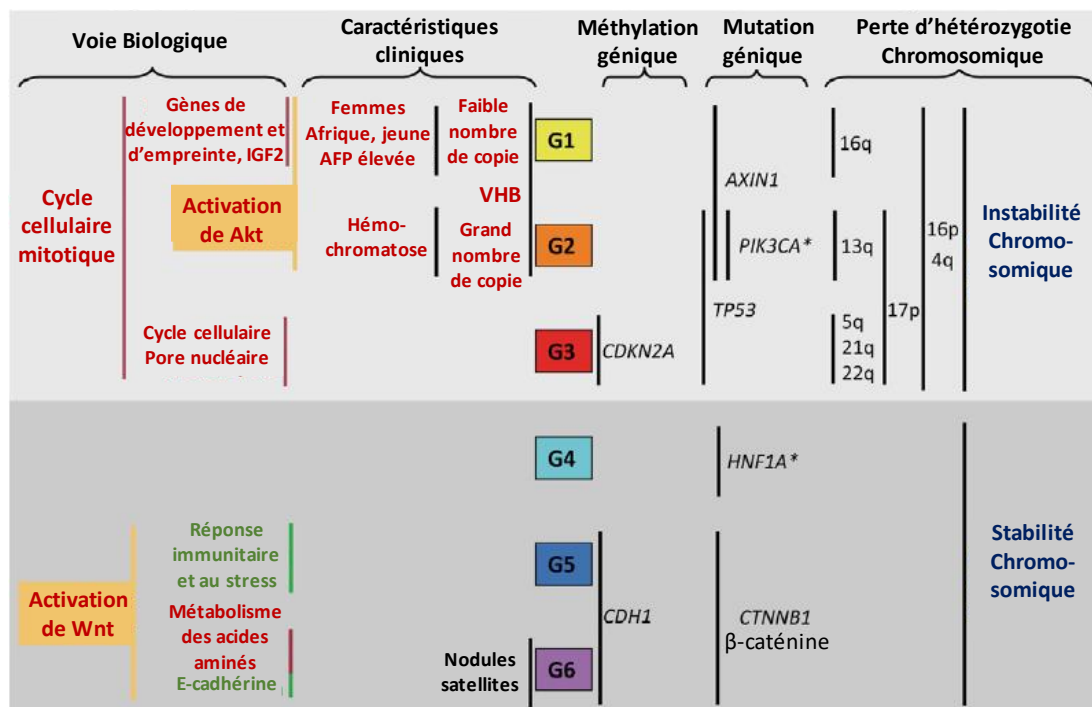 Voie Biologique
Caractéristiques
cliniques
Méthylation
génique
Mutation
génique
Perte d'hétérozygotie
Chromosomique
Gènes de
développement et
d'empreinte, IGF2
Cycle
cellulaire
mitotique
Activation
de Akt
Cycle cellulaire
Pore nucléaire
Femmes
Afrique, jeune
AFP élevée
Faible
nombre
de copie
VHB
Hémo-
chromatose
Grand
nombre
de copie
G1
G2
G3
CDKN2A
AXIN1
PIK3CA*
TP53
16q
13q
5q
21q
22q
17p
16p
4q
Instabilité
Chromo-
somique
G4
HNF1A*
Réponse
immunitaire
et au stress
Activation
de Wnt
Métabolisme
des acides
aminés
E-cadhérine
Nodules
satellites
G5
G6
CDH1
CTNNB1
β-caténine
Stabilité
Chromo-
somique